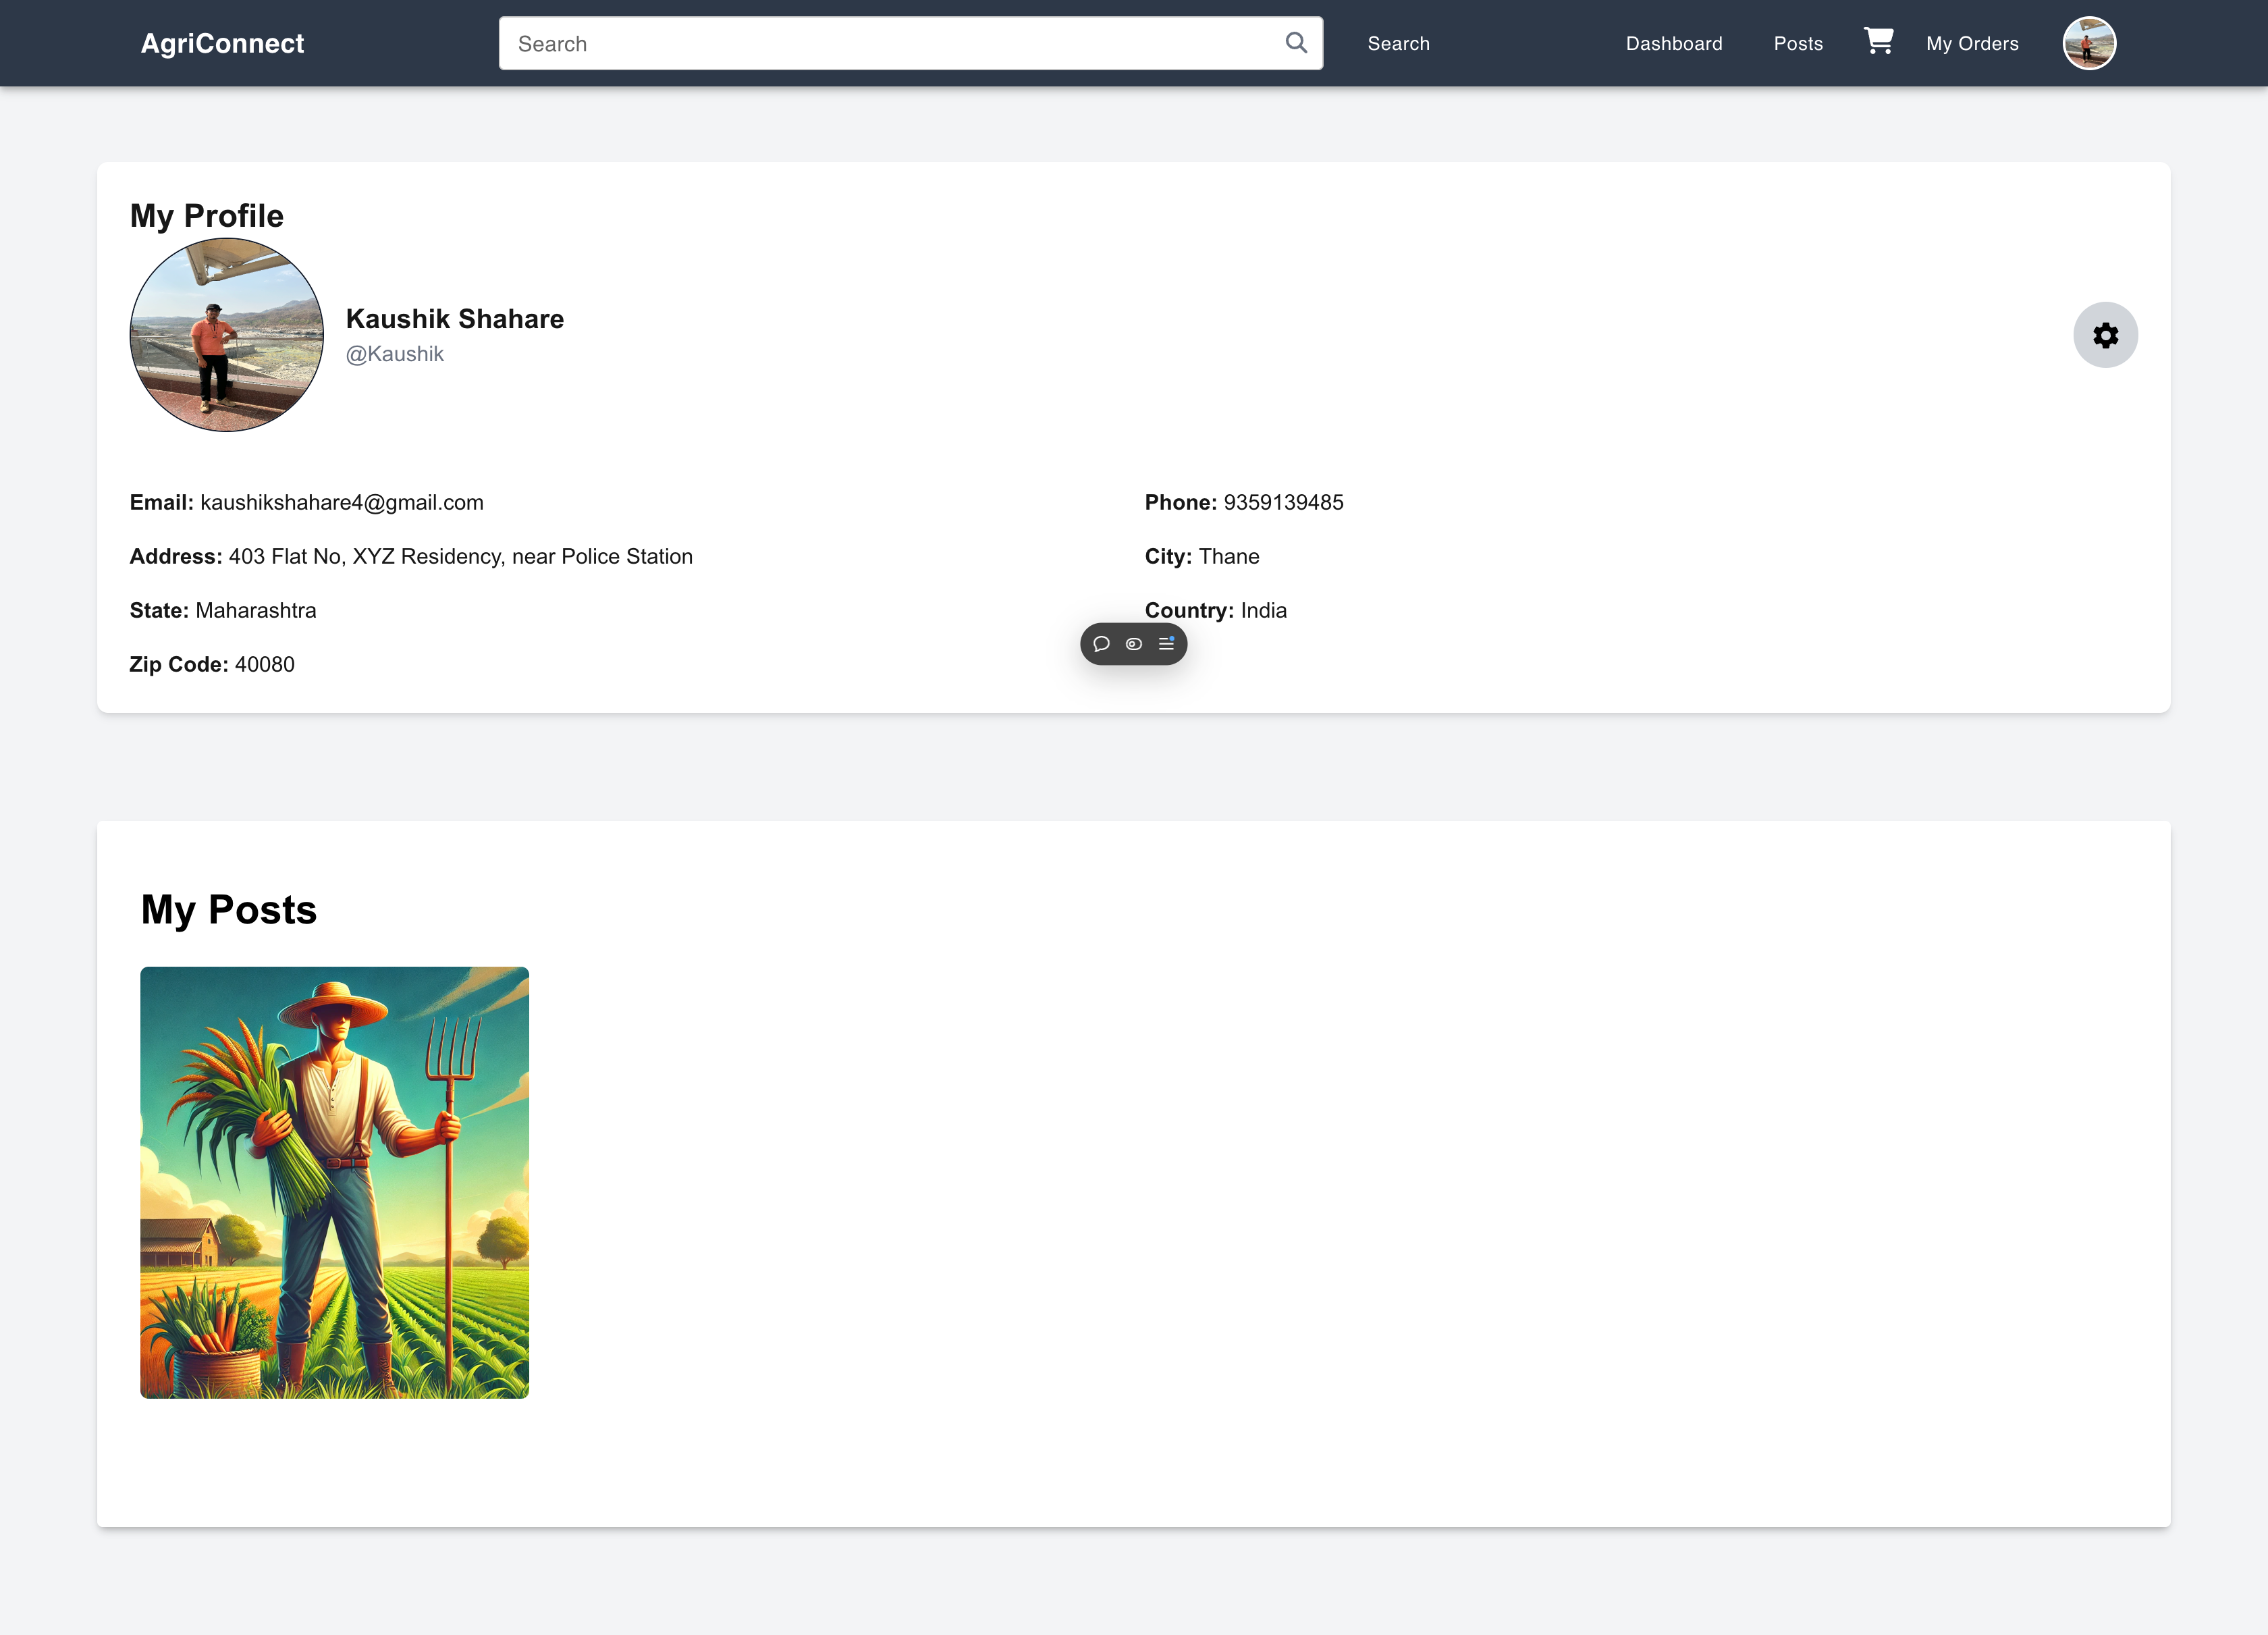 AgriConnect
Search
Search
Dashboard
Posts
My Orders
My Profile
Kaushik Shahare
@Kaushik
Email: kaushikshahare4@gmail.com
Phone: 9359139485
Address: 403 Flat No, XYZ Residency, near Police Station
City: Thane
State: Maharashtra
Country: India
Zip Code: 40080
My Posts